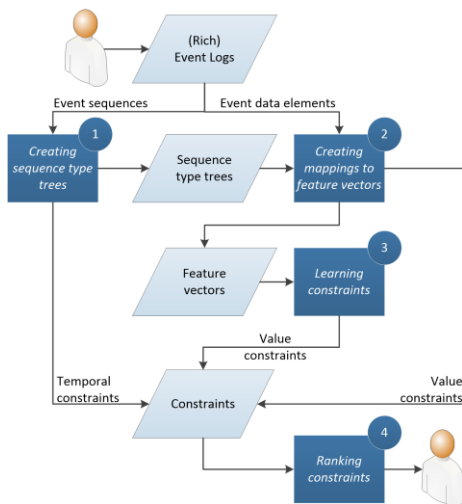 (Rich)
Event Logs
Event sequences
Event data elements
1
Creating
sequence type
trees
Sequence
type trees
2
Creating
mappings to
feature vectors
Feature
vectors
3
Learning
constraints
Value
constraints
Temporal
constraints
Constraints
Value
constraints
4
Ranking
constraints